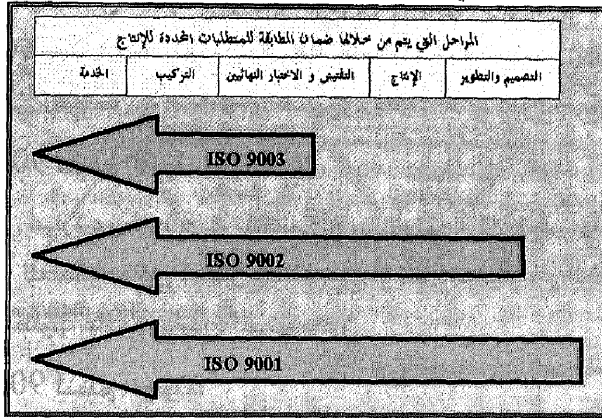 المراحل التي يتم من خلالها ضمان المطابقة للمتطلبات المحددة للإنتاج
التصميم والتطوير الإنتاج التفتيش و الاختبار النهائيين التركيب الخدمة
ISO 9003
ISO 9002
ISO 9001